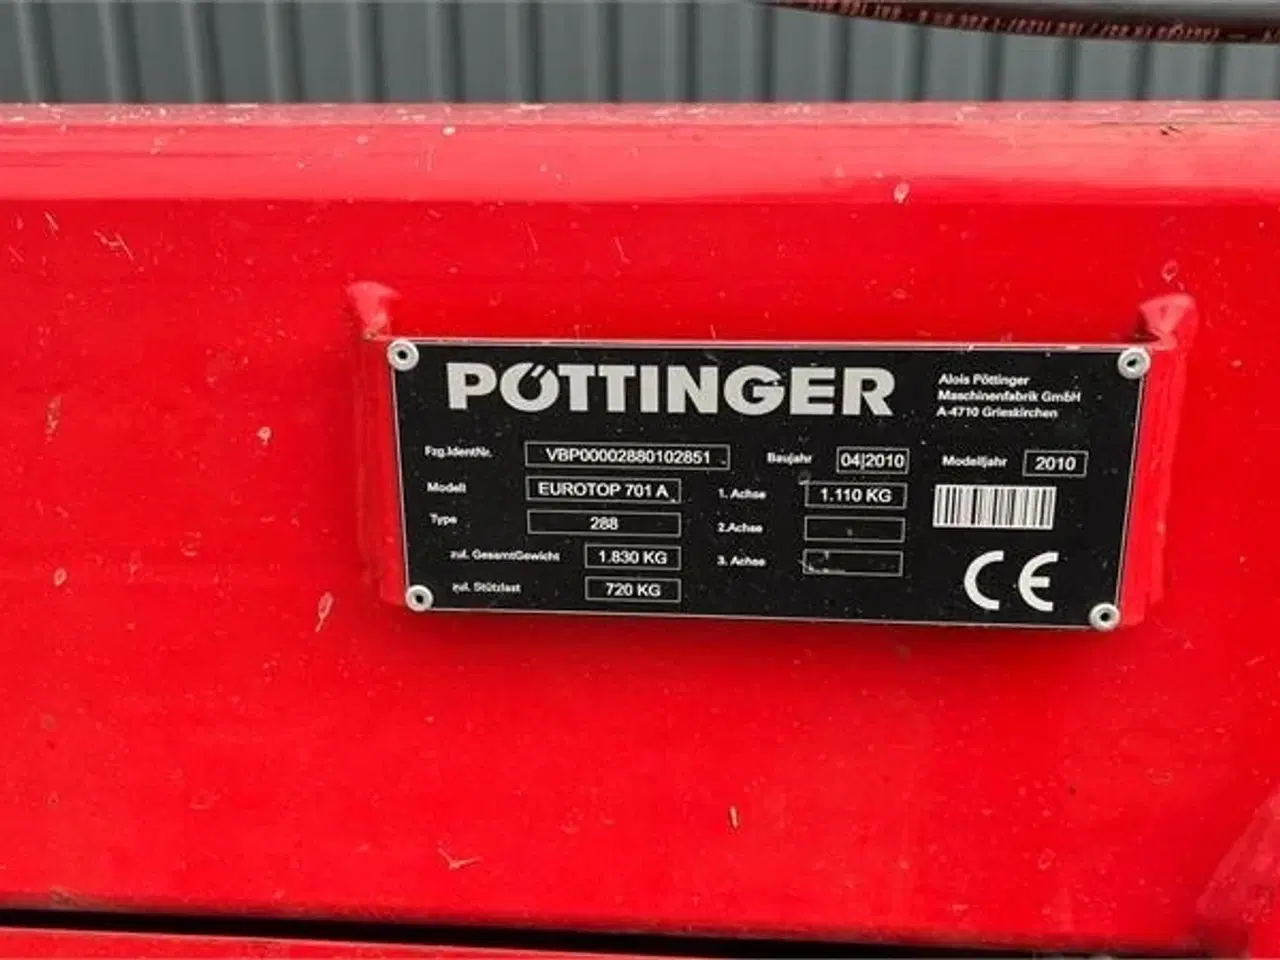 PÖTTINGER
Alois Pöttinger
Maschinenfabrik GmbH
A-4710 Grieskirchen
Fzg.IdentNr. VBP00002880102851 Baujahr 04|2010 Modelljahr 2010
Modell EUROTOP 701 A 1. Achse 1.110 KG
Type 288 2.Achse
zul. GesamtGewicht 1.830 KG 3. Achse
zul. Stützlast 720 KG
CE